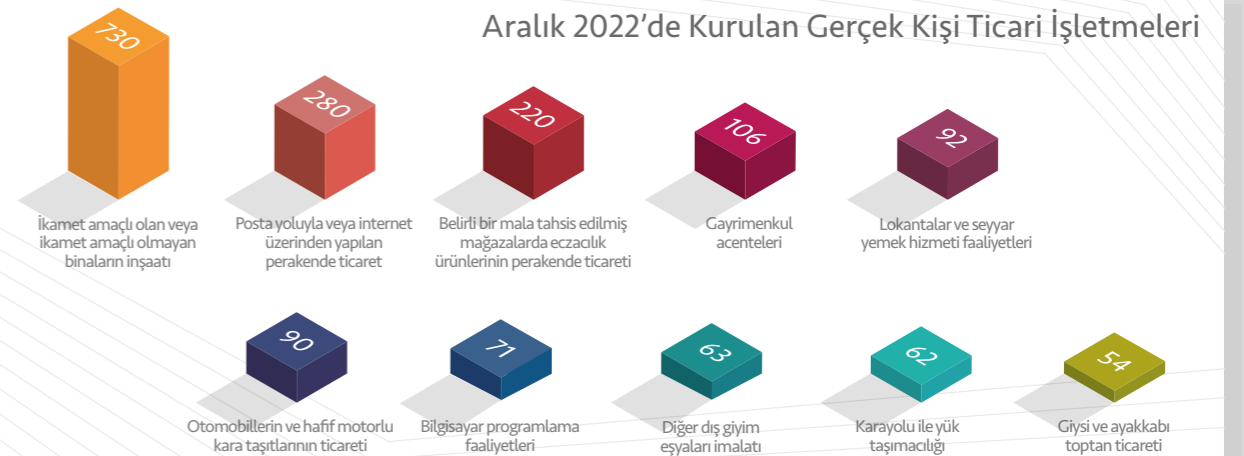 Aralık 2022’de Kurulan Gerçek Kişi Ticari İşletmeleri
730
İkamet amaçlı olan veya
ikamet amaçlı olmayan
binaların inşaatı
280
Posta yoluyla veya internet
üzerinden yapılan
perakende ticaret
220
Belirli bir mala tahsis edilmiş
mağazalarda eczacılık
ürünlerinin perakende ticareti
106
Gayrimenkul
acenteleri
92
Lokantalar ve seyyar
yemek hizmeti faaliyetleri
90
Otomobillerin ve hafif motorlu
kara taşıtlarının ticareti
71
Bilgisayar programlama
faaliyetleri
63
Diğer dış giyim
eşyaları imalatı
62
Karayolu ile yük
taşımacılığı
54
Giysi ve ayakkabı
toptan ticareti